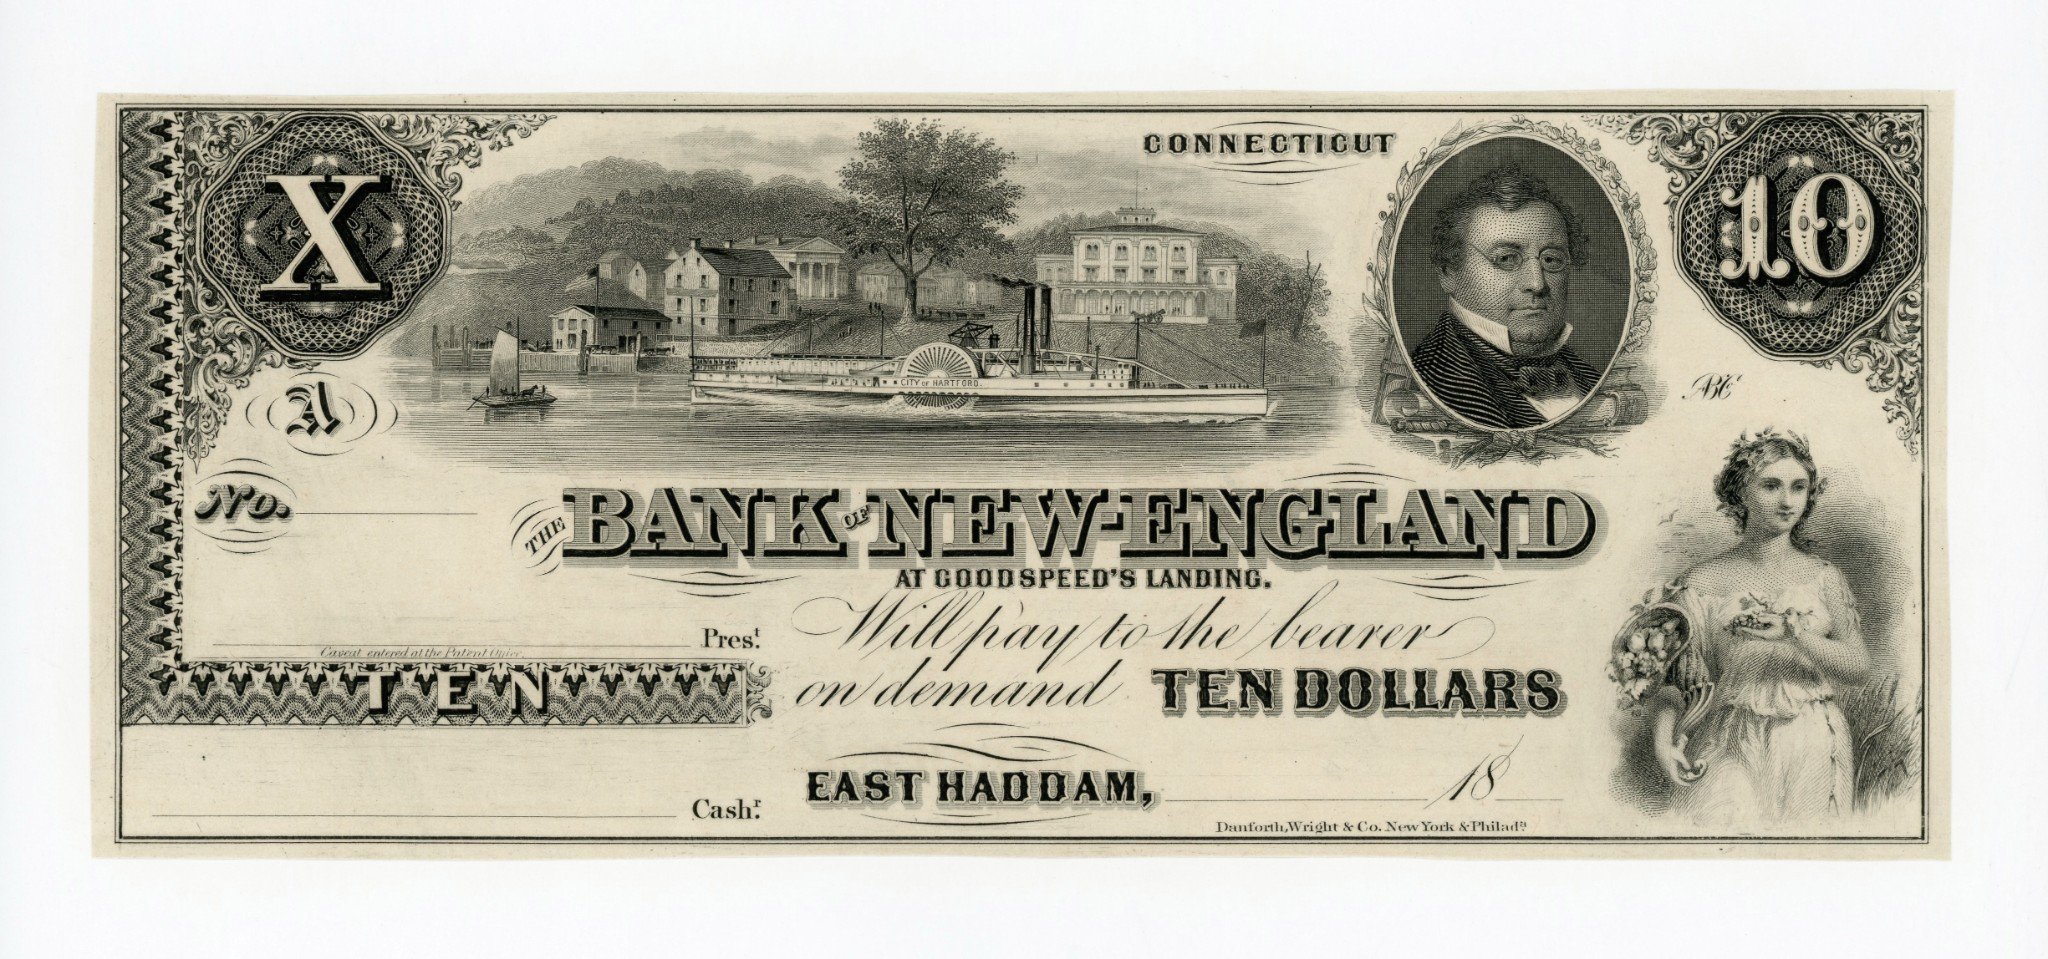 CONNECTICUT
X
10
CITY OF HARTFORD.
A
No.
THE BANK OF NEW-ENGLAND
AT GOODSPEED'S LANDING.
Will pay to the bearer
Pres.t
Caveat entered at the Patent Office.
on demand TEN DOLLARS
TEN
EAST HADDAM, 18
Cash.r
Danforth, Wright & Co. New York & Philad.a